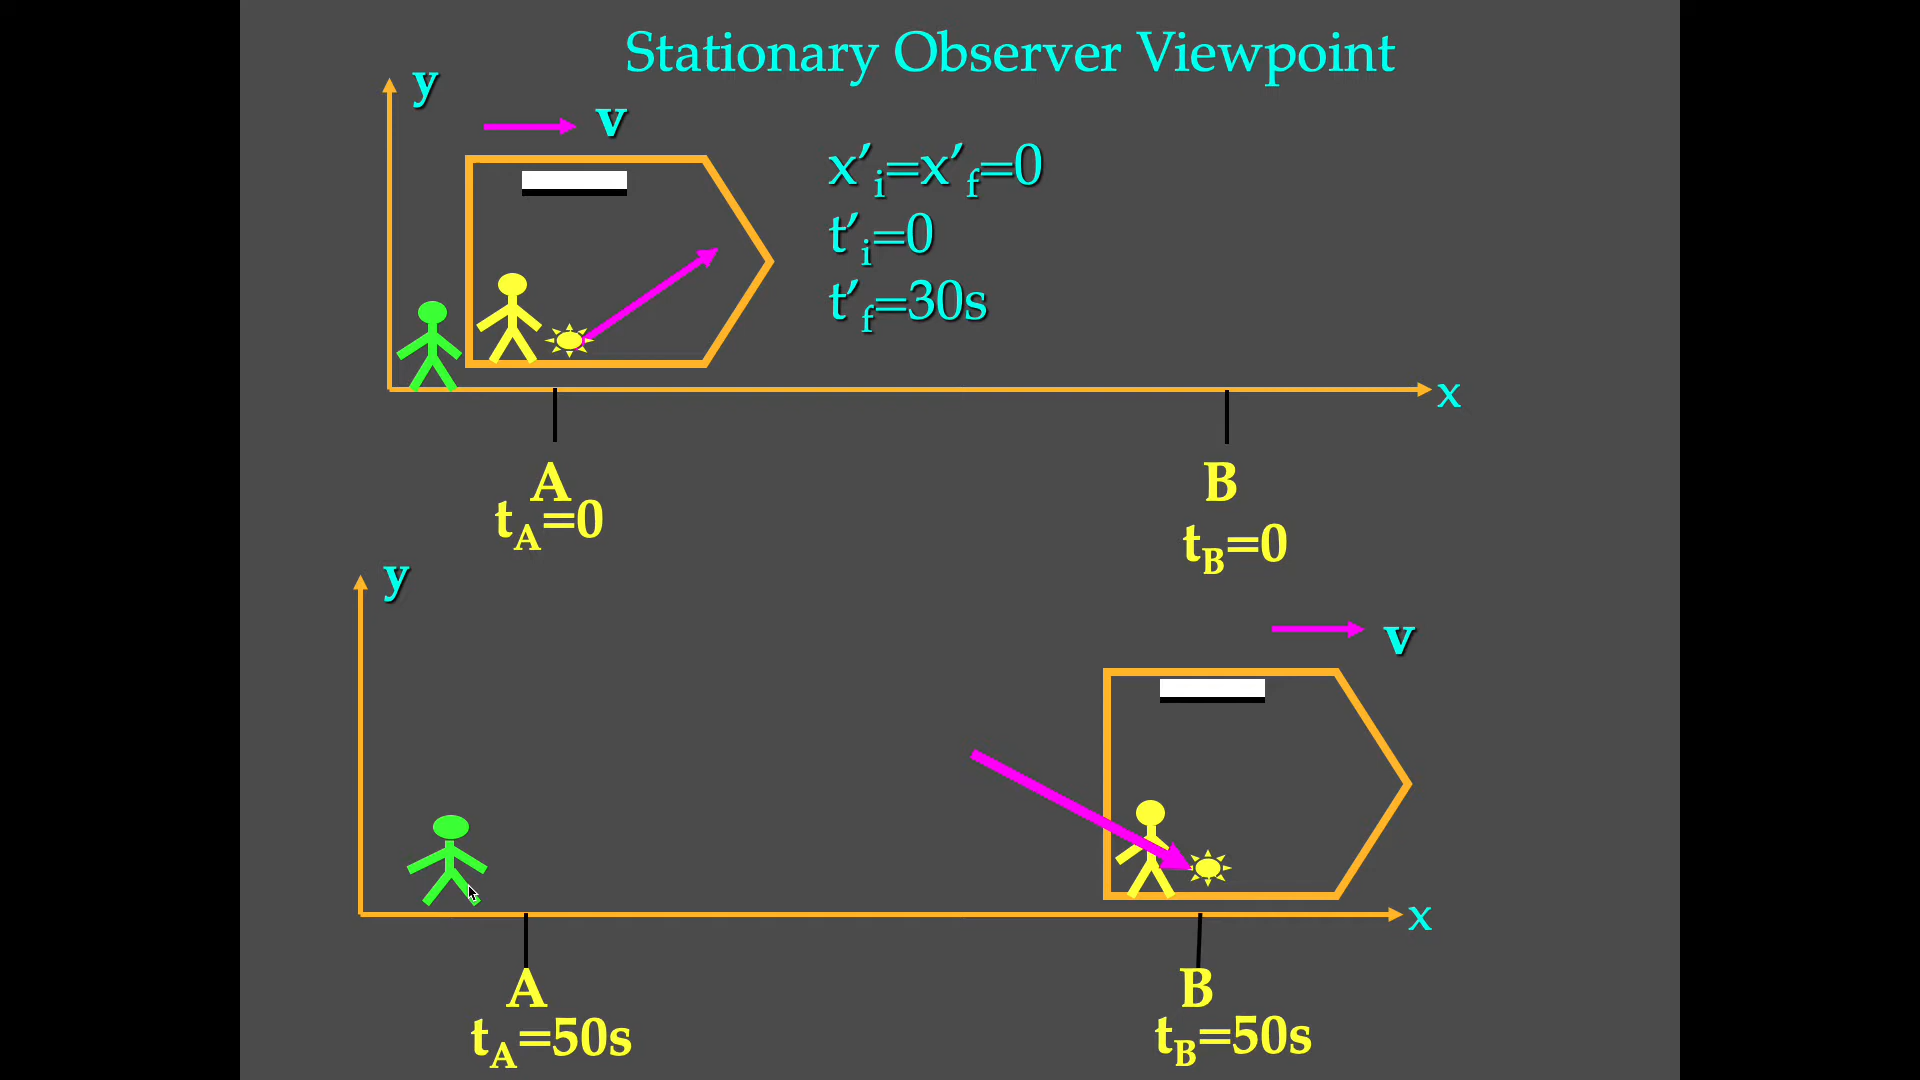 Stationary Observer Viewpoint
y
v
x′i=x′f=0
t′i=0
t′f=30s
x
A
B
tA=0
tB=0
y
v
x
A
B
tA=50s
tB=50s